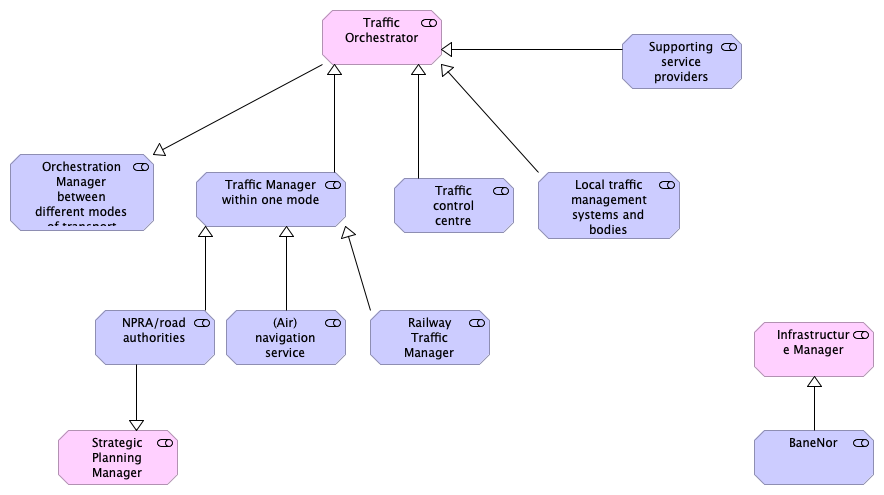 Traffic
Orchestrator
Supporting
service
providers
Orchestration
Manager
between
different modes
of transport
Traffic Manager
within one mode
Traffic
control
centre
Local traffic
management
systems and
bodies
NPRA/road
authorities
(Air)
navigation
service
Railway
Traffic
Manager
Infrastructur
e Manager
Strategic
Planning
Manager
BaneNor